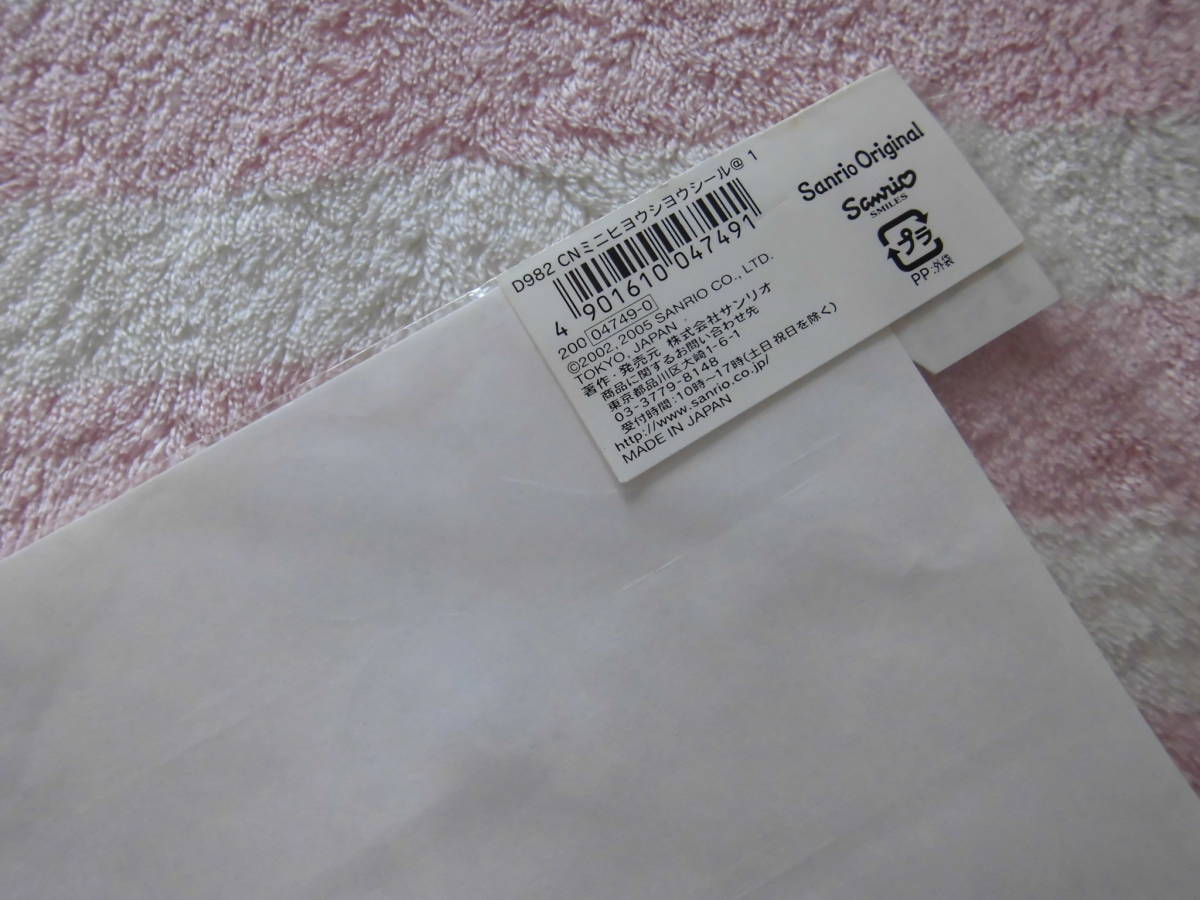 D982 CNミニヒヨウシヨウシール@ 1
4 901610 047491
200 04749-0
©2002, 2005 SANRIO CO., LTD.
TOKYO, JAPAN
著作・発売元 株式会社サンリオ
商品に関するお問い合わせ先
東京都品川区大崎1-6-1
03-3779-8148
受付時間:10時〜17時(土日祝日を除く)
http://www.sanrio.co.jp/
MADE IN JAPAN
Sanrio Original
Sanrio
SMILES
プラ
PP:外袋